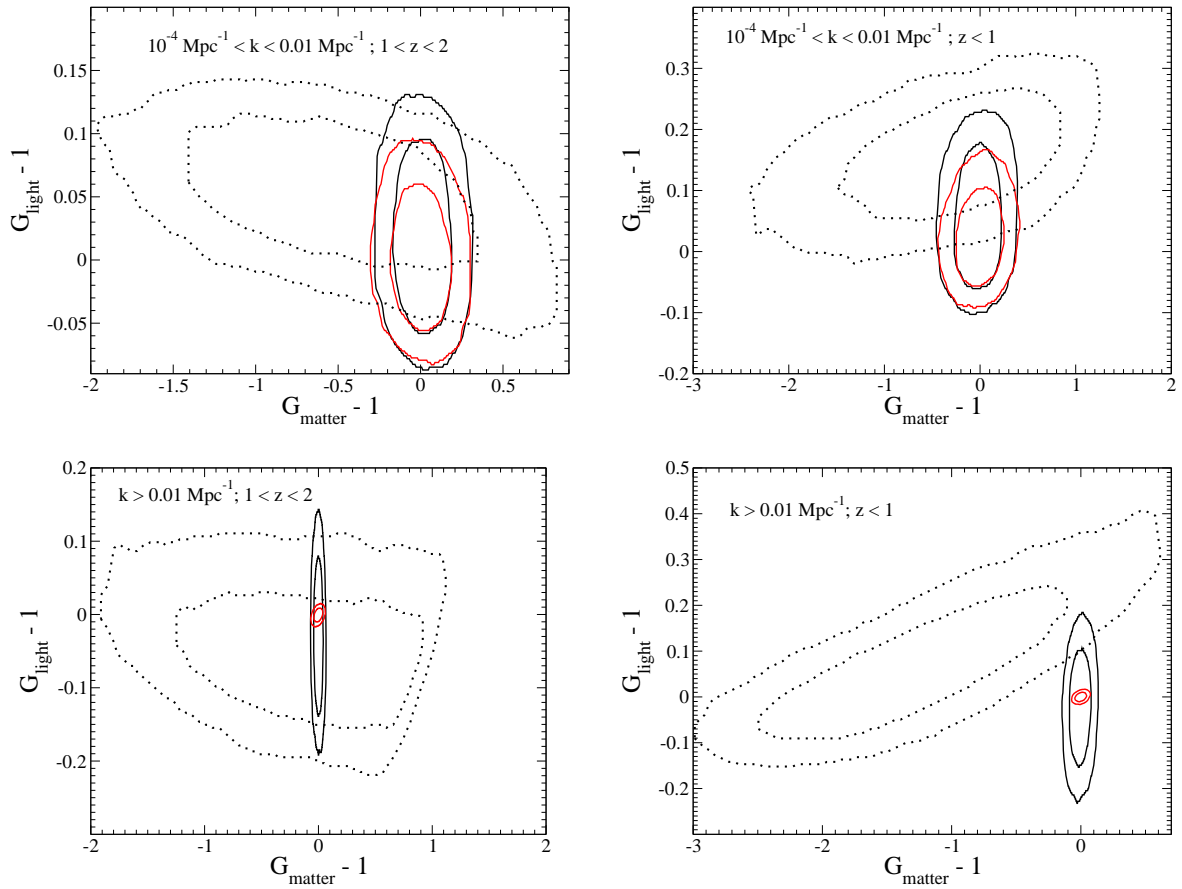 10^-4 Mpc^-1 < k < 0.01 Mpc^-1 ; 1 < z < 2
0.15
0.1
0.05
0
-0.05
G_light - 1
-2 -1.5 -1 -0.5 0 0.5
G_matter - 1
10^-4 Mpc^-1 < k < 0.01 Mpc^-1 ; z < 1
0.4
0.3
0.2
0.1
0
-0.1
-0.2
G_light - 1
-3 -2 -1 0 1 2
G_matter - 1
k > 0.01 Mpc^-1; 1 < z < 2
0.2
0.1
0
-0.1
-0.2
G_light - 1
-2 -1 0 1 2
G_matter - 1
k > 0.01 Mpc^-1; z < 1
0.5
0.4
0.3
0.2
0.1
0
-0.1
-0.2
G_light - 1
-3 -2 -1 0
G_matter - 1